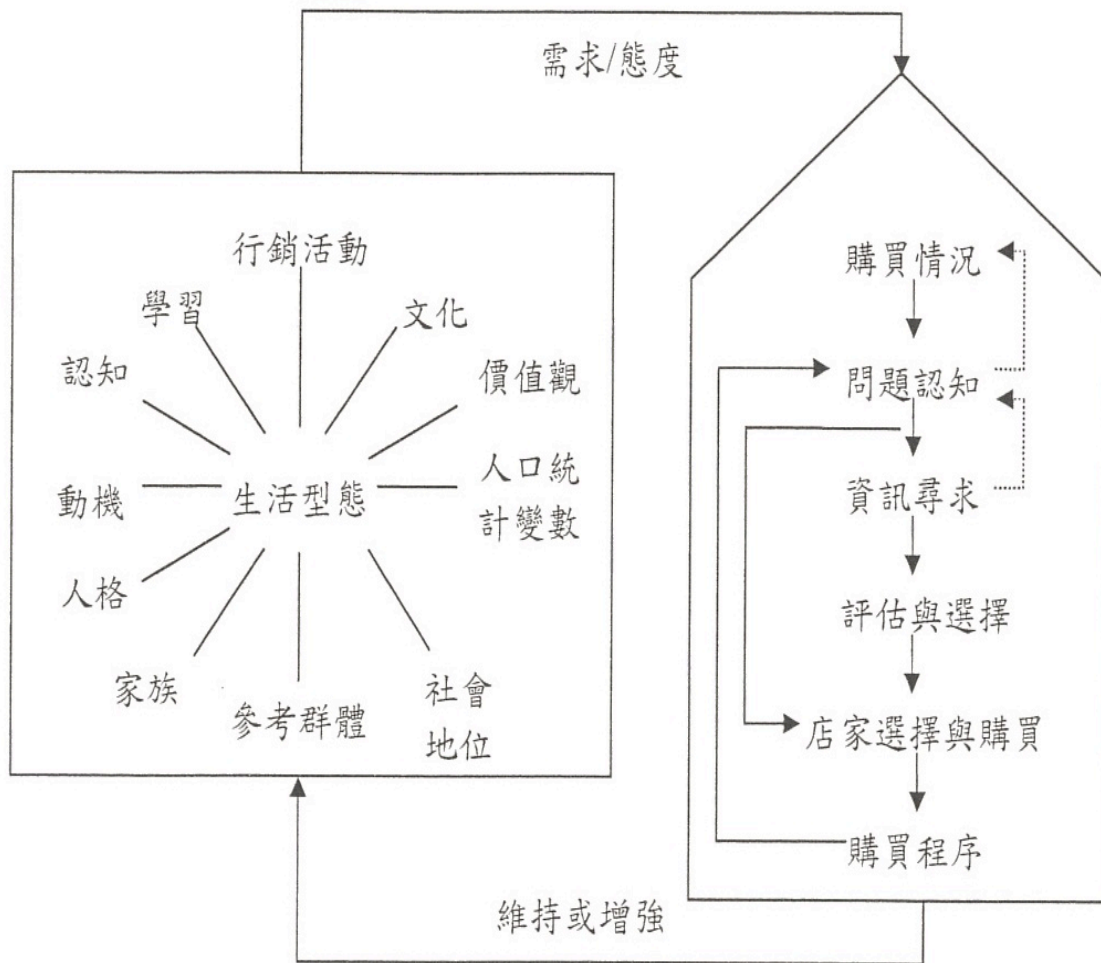 需求/態度
行銷活動
學習
文化
認知
價值觀
動機
生活型態
人口統
計變數
人格
家族
參考群體
社會
地位
購買情況
問題認知
資訊尋求
評估與選擇
店家選擇與購買
購買程序
維持或增強